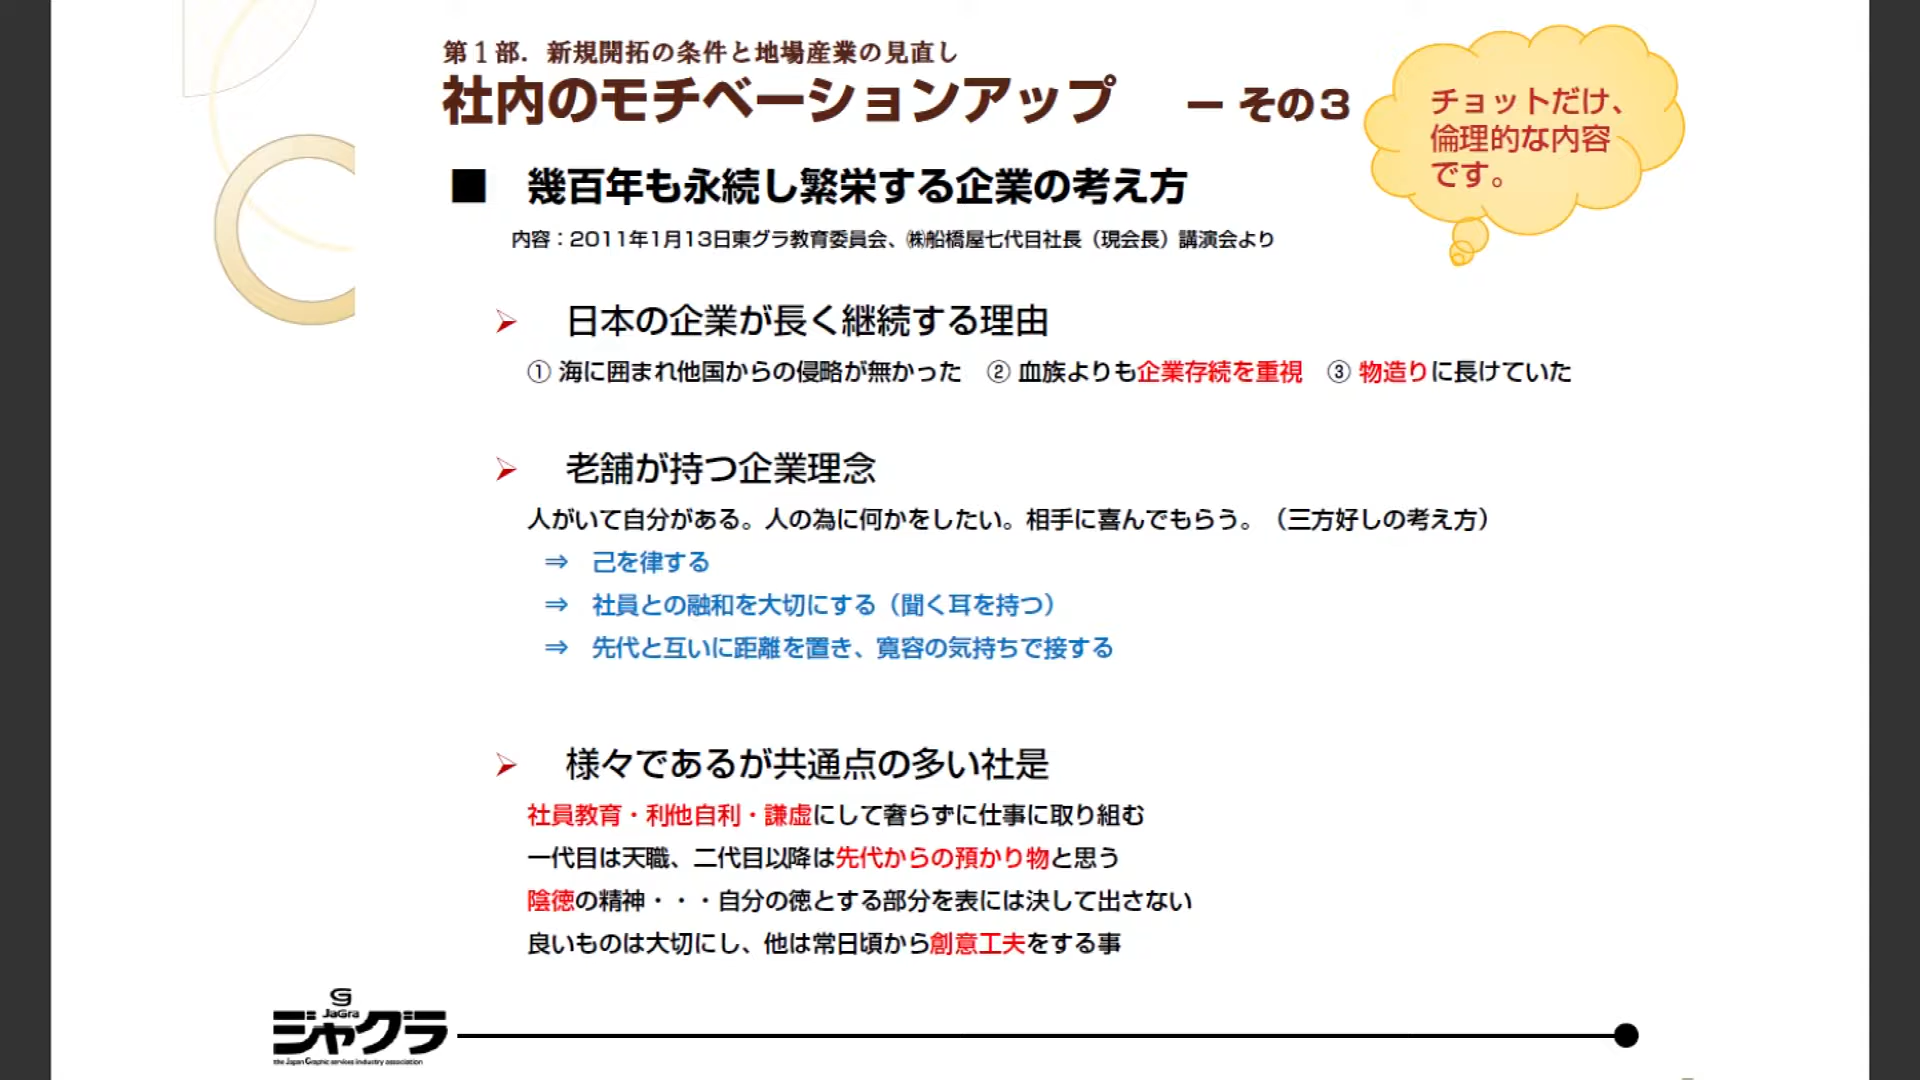 第１部．新規開拓の条件と地場産業の見直し
社内のモチベーションアップ　－ その３
チョットだけ、
倫理的な内容
です。
■　幾百年も永続し繁栄する企業の考え方
内容：2011年1月13日東グラ教育委員会、㈱船橋屋七代目社長（現会長）講演会より
➢　日本の企業が長く継続する理由
① 海に囲まれ他国からの侵略が無かった　② 血族よりも企業存続を重視　③ 物造りに長けていた
➢　老舗が持つ企業理念
人がいて自分がある。人の為に何かをしたい。相手に喜んでもらう。（三方好しの考え方）
⇒　己を律する
⇒　社員との融和を大切にする（聞く耳を持つ）
⇒　先代と互いに距離を置き、寛容の気持ちで接する
➢　様々であるが共通点の多い社是
社員教育・利他自利・謙虚にして奢らずに仕事に取り組む
一代目は天職、二代目以降は先代からの預かり物と思う
陰徳の精神・・・自分の徳とする部分を表には決して出さない
良いものは大切にし、他は常日頃から創意工夫をする事
JaGra
ジャグラ
the Japan Graphic services industry association